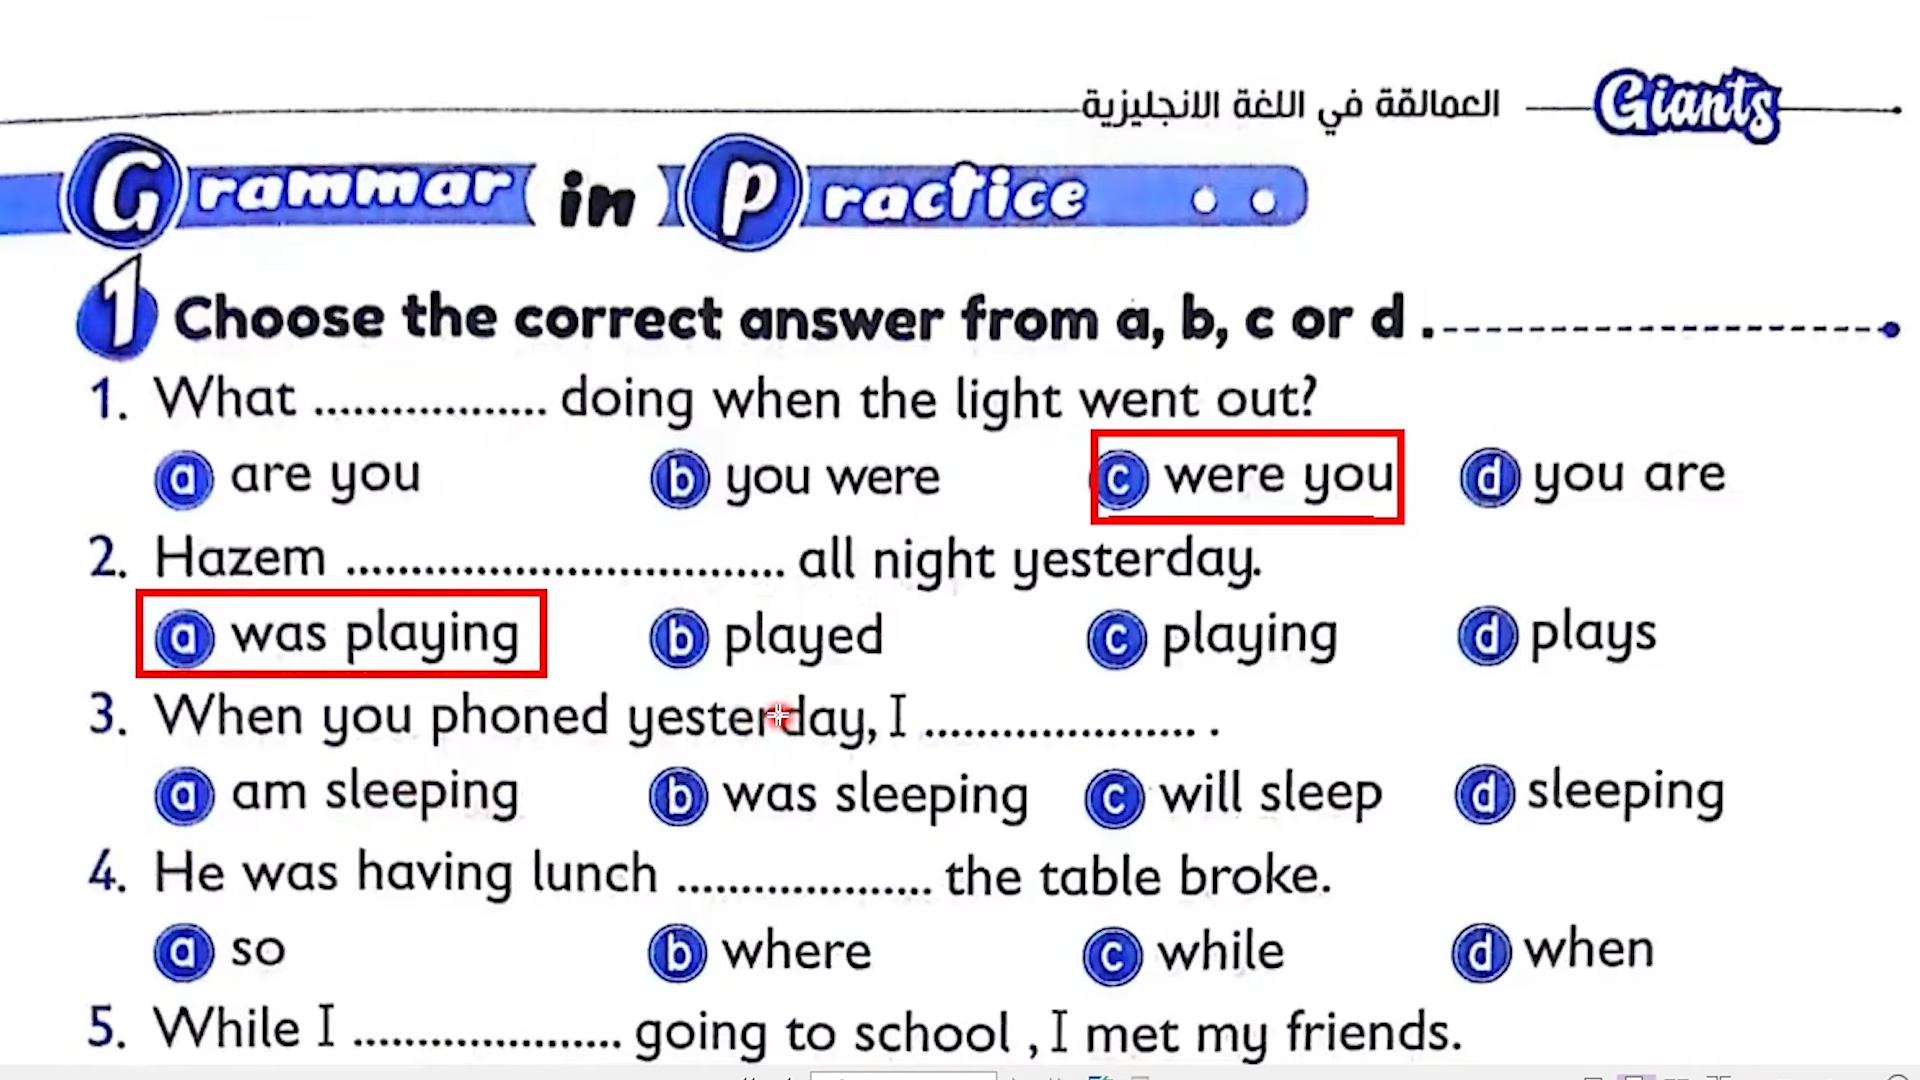 العمالقة في اللغة الانجليزية Giants
Grammar in Practice
1 Choose the correct answer from a, b, c or d .
1. What .................. doing when the light went out?
a are you b you were c were you d you are
2. Hazem .................................. all night yesterday.
a was playing b played c playing d plays
3. When you phoned yesterday, I ..................... .
a am sleeping b was sleeping c will sleep d sleeping
4. He was having lunch .................... the table broke.
a so b where c while d when
5. While I ..................... going to school , I met my friends.